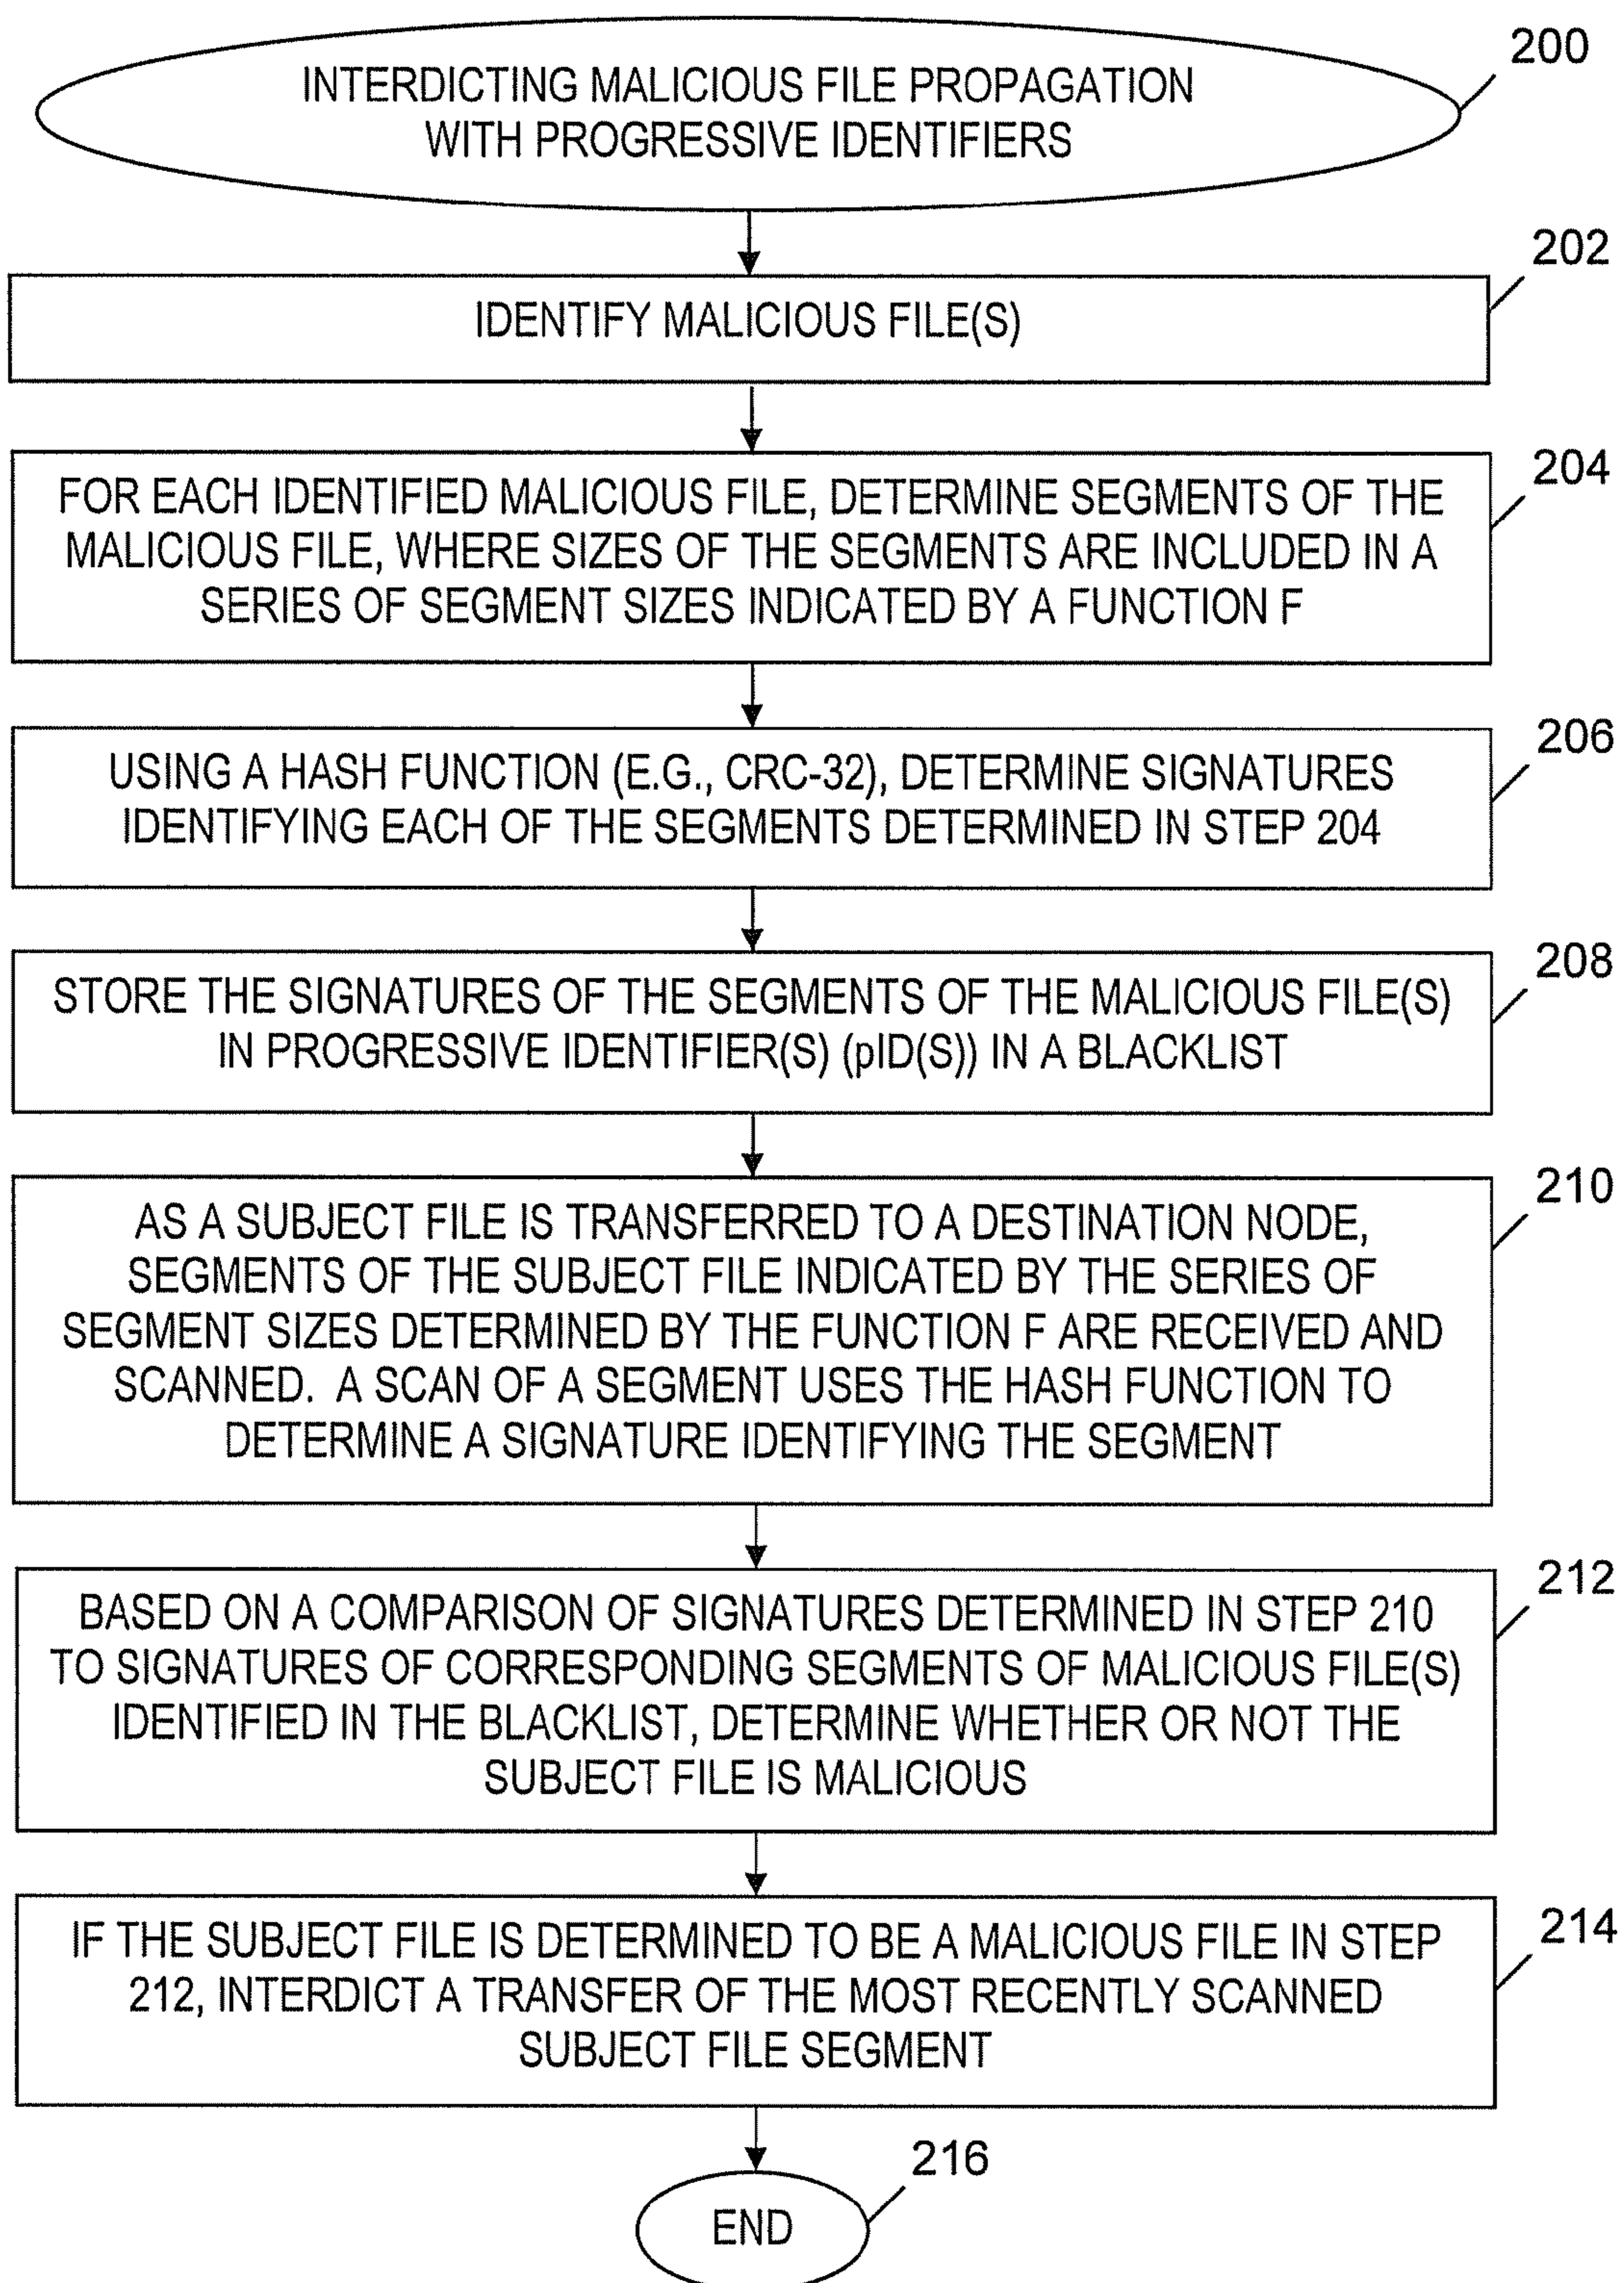 200
INTERDICTING MALICIOUS FILE PROPAGATION
WITH PROGRESSIVE IDENTIFIERS
202
IDENTIFY MALICIOUS FILE(S)
204
FOR EACH IDENTIFIED MALICIOUS FILE, DETERMINE SEGMENTS OF THE
MALICIOUS FILE, WHERE SIZES OF THE SEGMENTS ARE INCLUDED IN A
SERIES OF SEGMENT SIZES INDICATED BY A FUNCTION F
206
USING A HASH FUNCTION (E.G., CRC-32), DETERMINE SIGNATURES
IDENTIFYING EACH OF THE SEGMENTS DETERMINED IN STEP 204
208
STORE THE SIGNATURES OF THE SEGMENTS OF THE MALICIOUS FILE(S)
IN PROGRESSIVE IDENTIFIER(S) (pID(S)) IN A BLACKLIST
210
AS A SUBJECT FILE IS TRANSFERRED TO A DESTINATION NODE,
SEGMENTS OF THE SUBJECT FILE INDICATED BY THE SERIES OF
SEGMENT SIZES DETERMINED BY THE FUNCTION F ARE RECEIVED AND
SCANNED. A SCAN OF A SEGMENT USES THE HASH FUNCTION TO
DETERMINE A SIGNATURE IDENTIFYING THE SEGMENT
212
BASED ON A COMPARISON OF SIGNATURES DETERMINED IN STEP 210
TO SIGNATURES OF CORRESPONDING SEGMENTS OF MALICIOUS FILE(S)
IDENTIFIED IN THE BLACKLIST, DETERMINE WHETHER OR NOT THE
SUBJECT FILE IS MALICIOUS
214
IF THE SUBJECT FILE IS DETERMINED TO BE A MALICIOUS FILE IN STEP
212, INTERDICT A TRANSFER OF THE MOST RECENTLY SCANNED
SUBJECT FILE SEGMENT
216
END